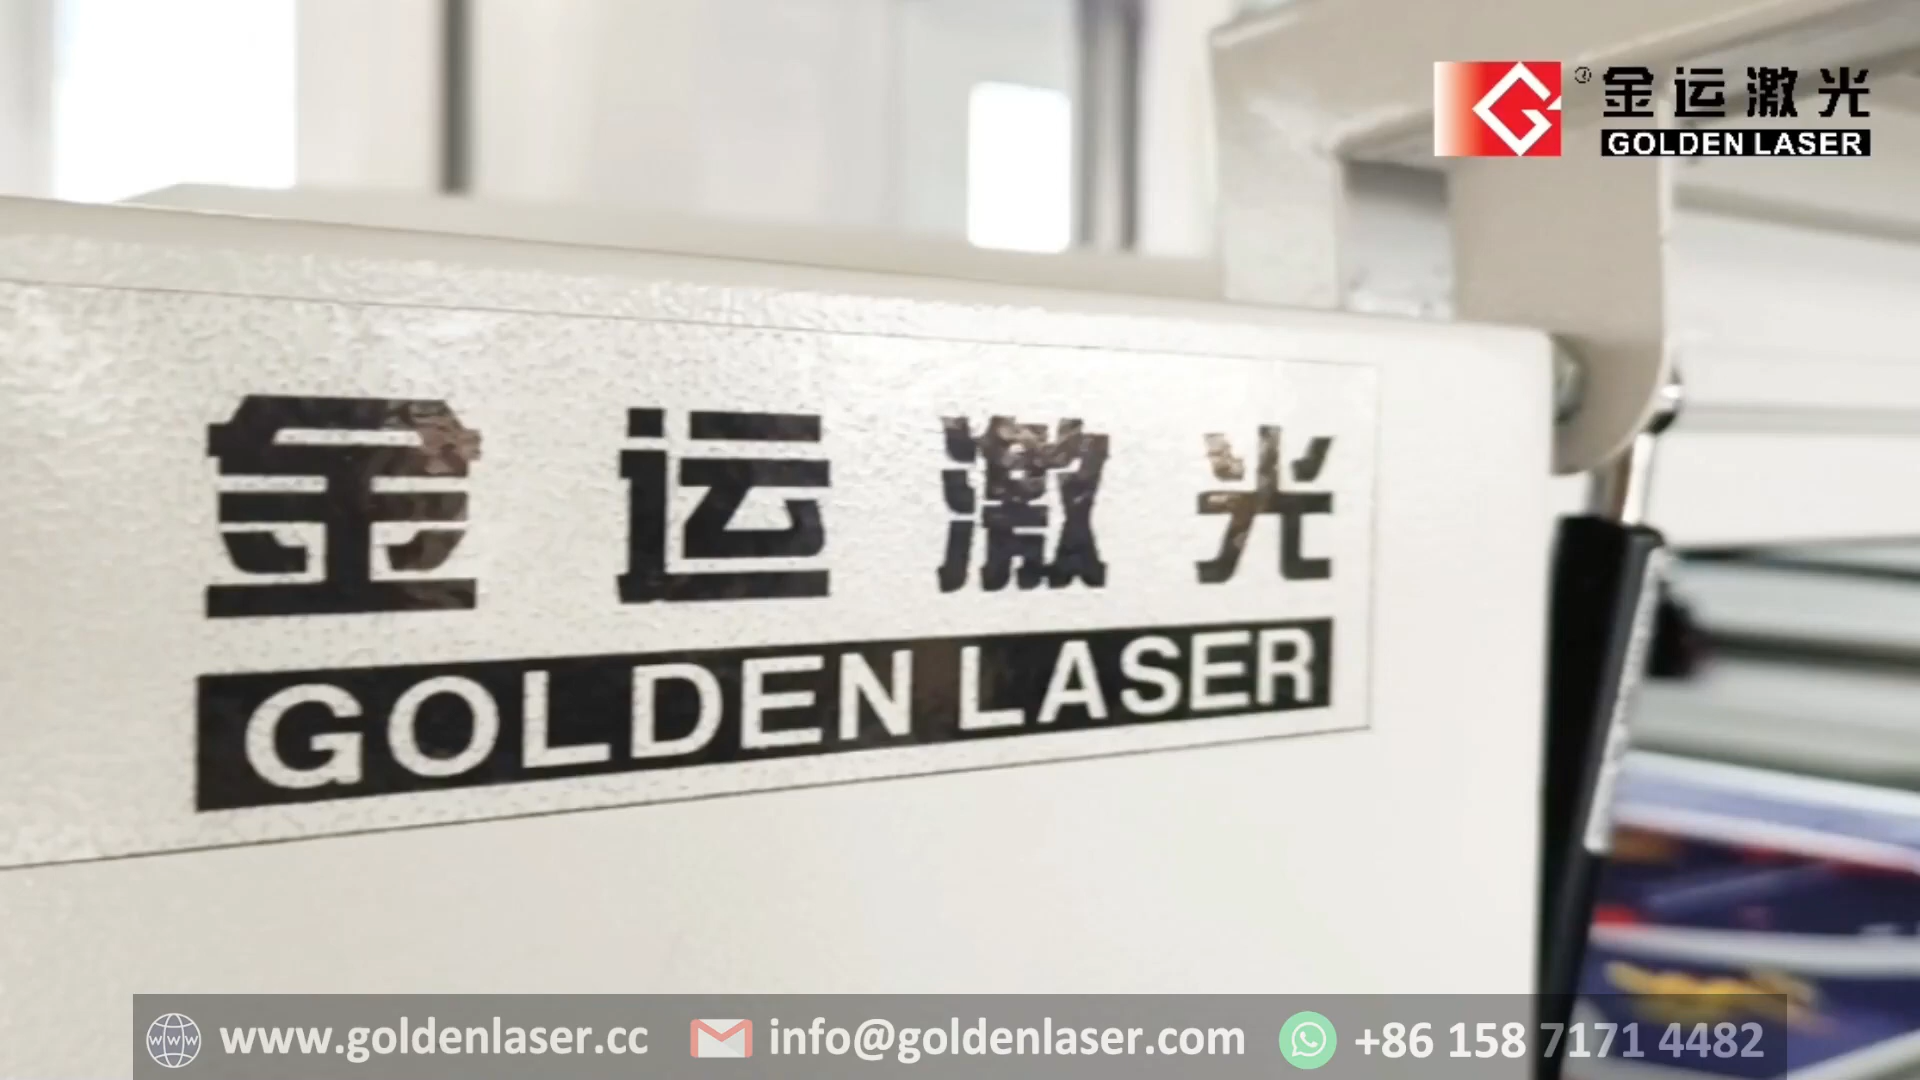 ® 金运激光
GOLDEN LASER
金运激光
GOLDEN LASER
www.goldenlaser.cc info@goldenlaser.com +86 158 7171 4482